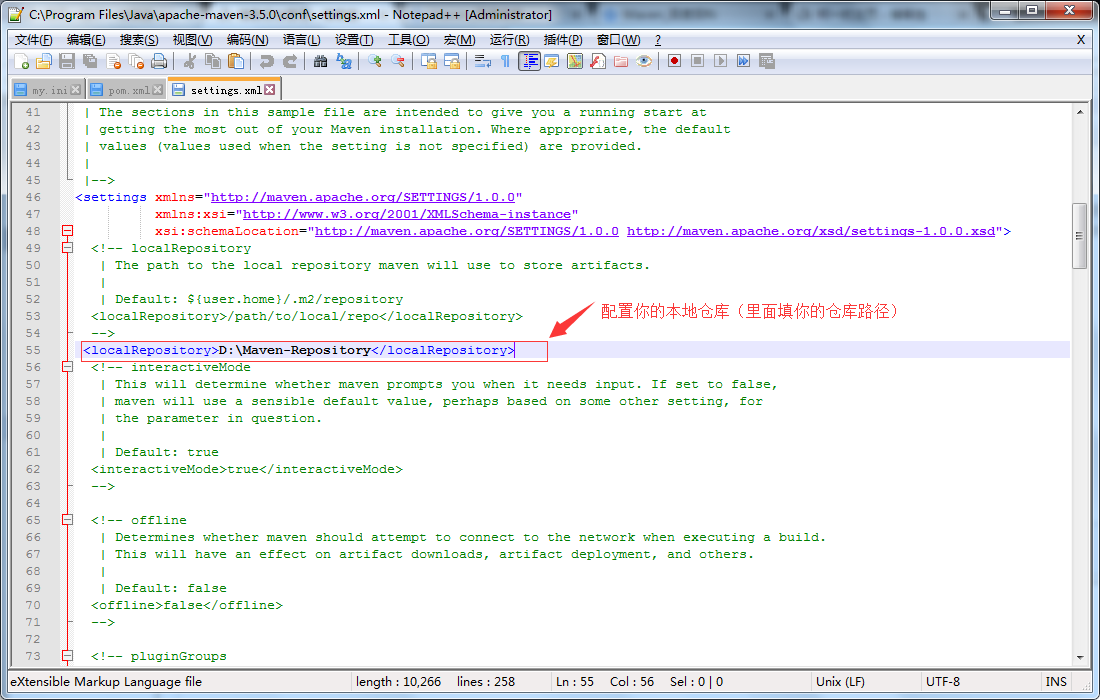 C:\Program Files\Java\apache-maven-3.5.0\conf\settings.xml - Notepad++ [Administrator]
文件(F) 编辑(E) 搜索(S) 视图(V) 编码(N) 语言(L) 设置(T) 工具(O) 宏(M) 运行(R) 插件(P) 窗口(W) ? X
my.ini pom.xml settings.xml
41 | The sections in this sample file are intended to give you a running start at
42 | getting the most out of your Maven installation. Where appropriate, the default
43 | values (values used when the setting is not specified) are provided.
44 |
45 |-->
46 <settings xmlns="http://maven.apache.org/SETTINGS/1.0.0"
47 xmlns:xsi="http://www.w3.org/2001/XMLSchema-instance"
48 xsi:schemaLocation="http://maven.apache.org/SETTINGS/1.0.0 http://maven.apache.org/xsd/settings-1.0.0.xsd">
49 <!-- localRepository
50 | The path to the local repository maven will use to store artifacts.
51 |
52 | Default: ${user.home}/.m2/repository
53 <localRepository>/path/to/local/repo</localRepository>
配置你的本地仓库（里面填你的仓库路径）
54 -->
55 <localRepository>D:\Maven-Repository</localRepository>
56 <!-- interactiveMode
57 | This will determine whether maven prompts you when it needs input. If set to false,
58 | maven will use a sensible default value, perhaps based on some other setting, for
59 | the parameter in question.
60 |
61 | Default: true
62 <interactiveMode>true</interactiveMode>
63 -->
64
65 <!-- offline
66 | Determines whether maven should attempt to connect to the network when executing a build.
67 | This will have an effect on artifact downloads, artifact deployment, and others.
68 |
69 | Default: false
70 <offline>false</offline>
71 -->
72
73 <!-- pluginGroups
eXtensible Markup Language file length : 10,266 lines : 258 Ln : 55 Col : 56 Sel : 0 | 0 Unix (LF) UTF-8 INS